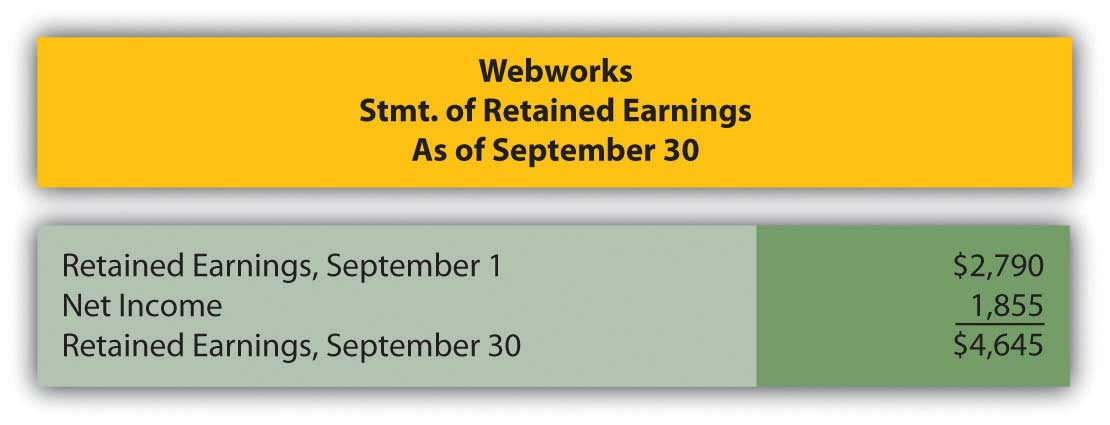 Webworks
Stmt. of Retained Earnings
As of September 30
Retained Earnings, September 1 $2,790
Net Income 1,855
Retained Earnings, September 30 $4,645